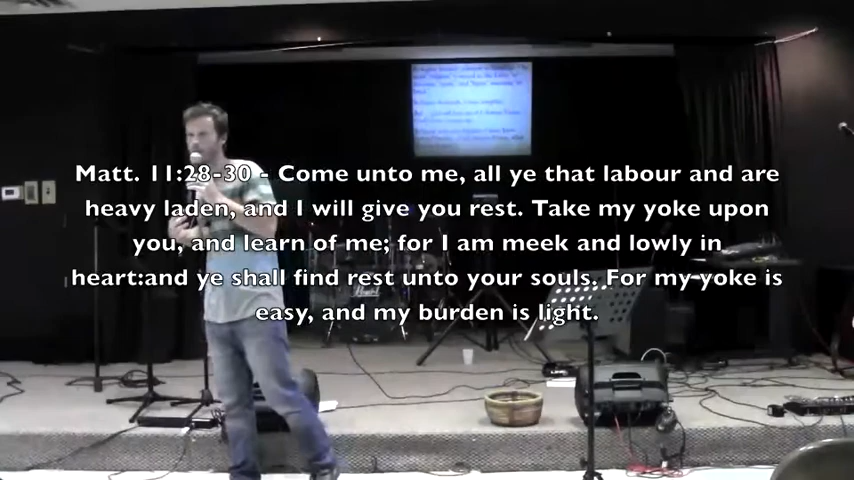 Matt. 11:28-30 - Come unto me, all ye that labour and are
heavy laden, and I will give you rest. Take my yoke upon
you, and learn of me; for I am meek and lowly in
heart:and ye shall find rest unto your souls. For my yoke is
easy, and my burden is light.